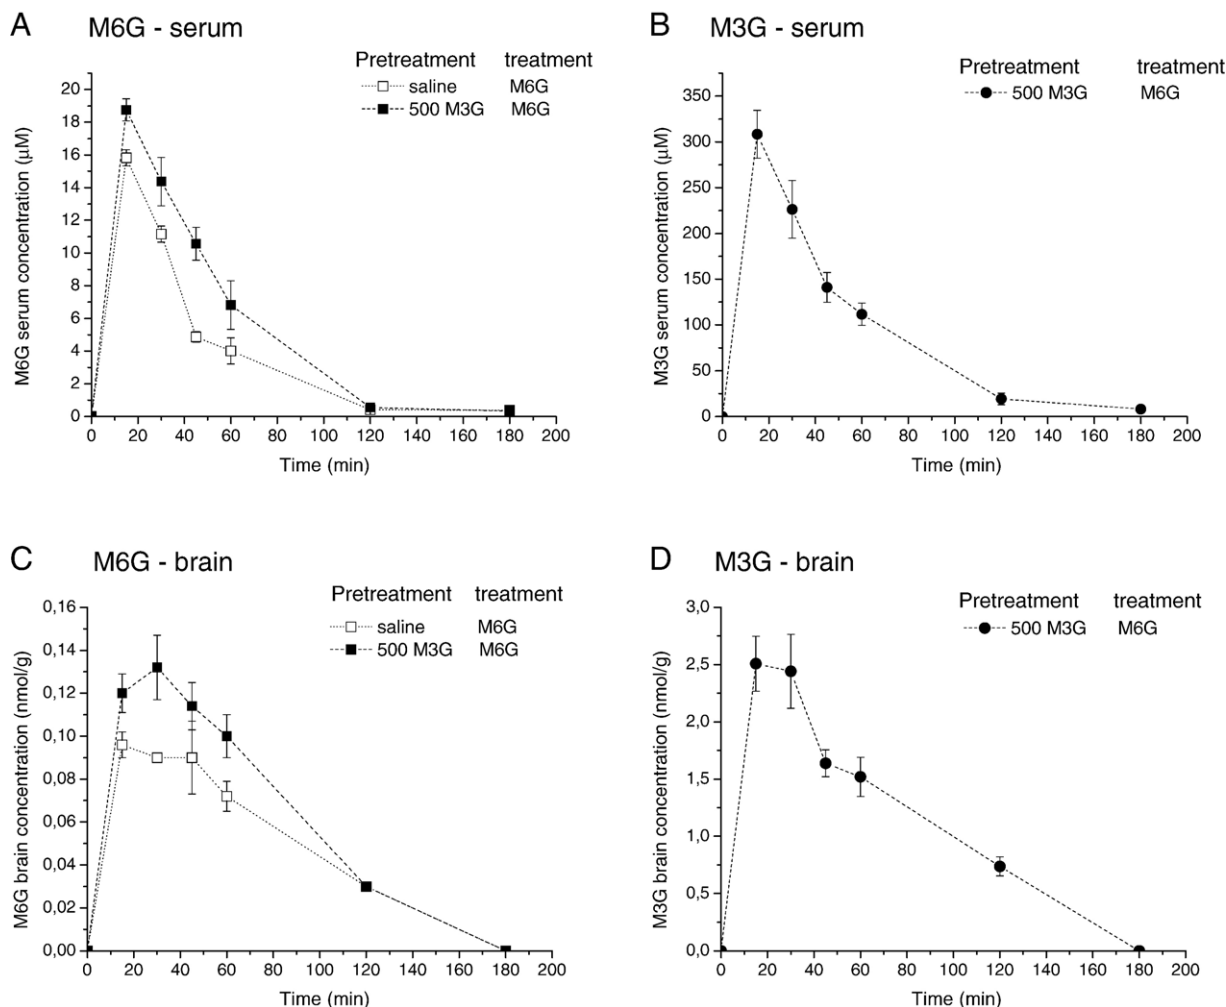 A M6G - serum
Pretreatment treatment
saline M6G
500 M3G M6G
M6G serum concentration (µM)
20
18
16
14
12
10
8
6
4
2
0
0 20 40 60 80 100 120 140 160 180 200
Time (min)
B M3G - serum
Pretreatment treatment
500 M3G M6G
M3G serum concentration (µM)
350
300
250
200
150
100
50
0
0 20 40 60 80 100 120 140 160 180 200
Time (min)
C M6G - brain
Pretreatment treatment
saline M6G
500 M3G M6G
M6G brain concentration (nmol/g)
0,16
0,14
0,12
0,10
0,08
0,06
0,04
0,02
0,00
0 20 40 60 80 100 120 140 160 180 200
Time (min)
D M3G - brain
Pretreatment treatment
500 M3G M6G
M3G brain concentration (nmol/g)
3,0
2,5
2,0
1,5
1,0
0,5
0,0
0 20 40 60 80 100 120 140 160 180 200
Time (min)